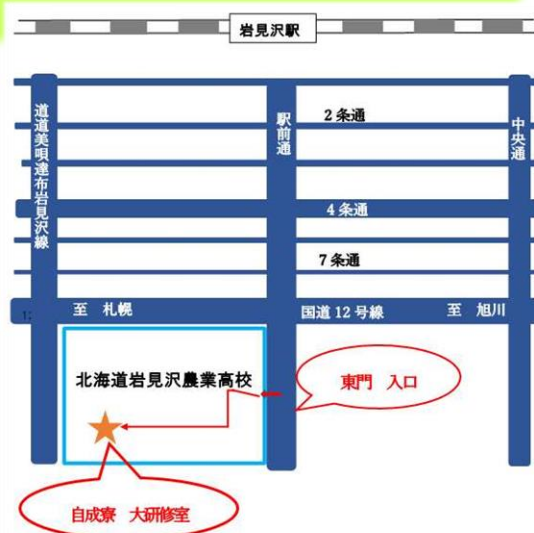 岩見沢駅
道道美唄達布岩見沢線
駅前通
2条通
中央通
4条通
7条通
至 札幌
国道12号線
至 旭川
北海道岩見沢農業高校
東門 入口
自成寮 大研修室